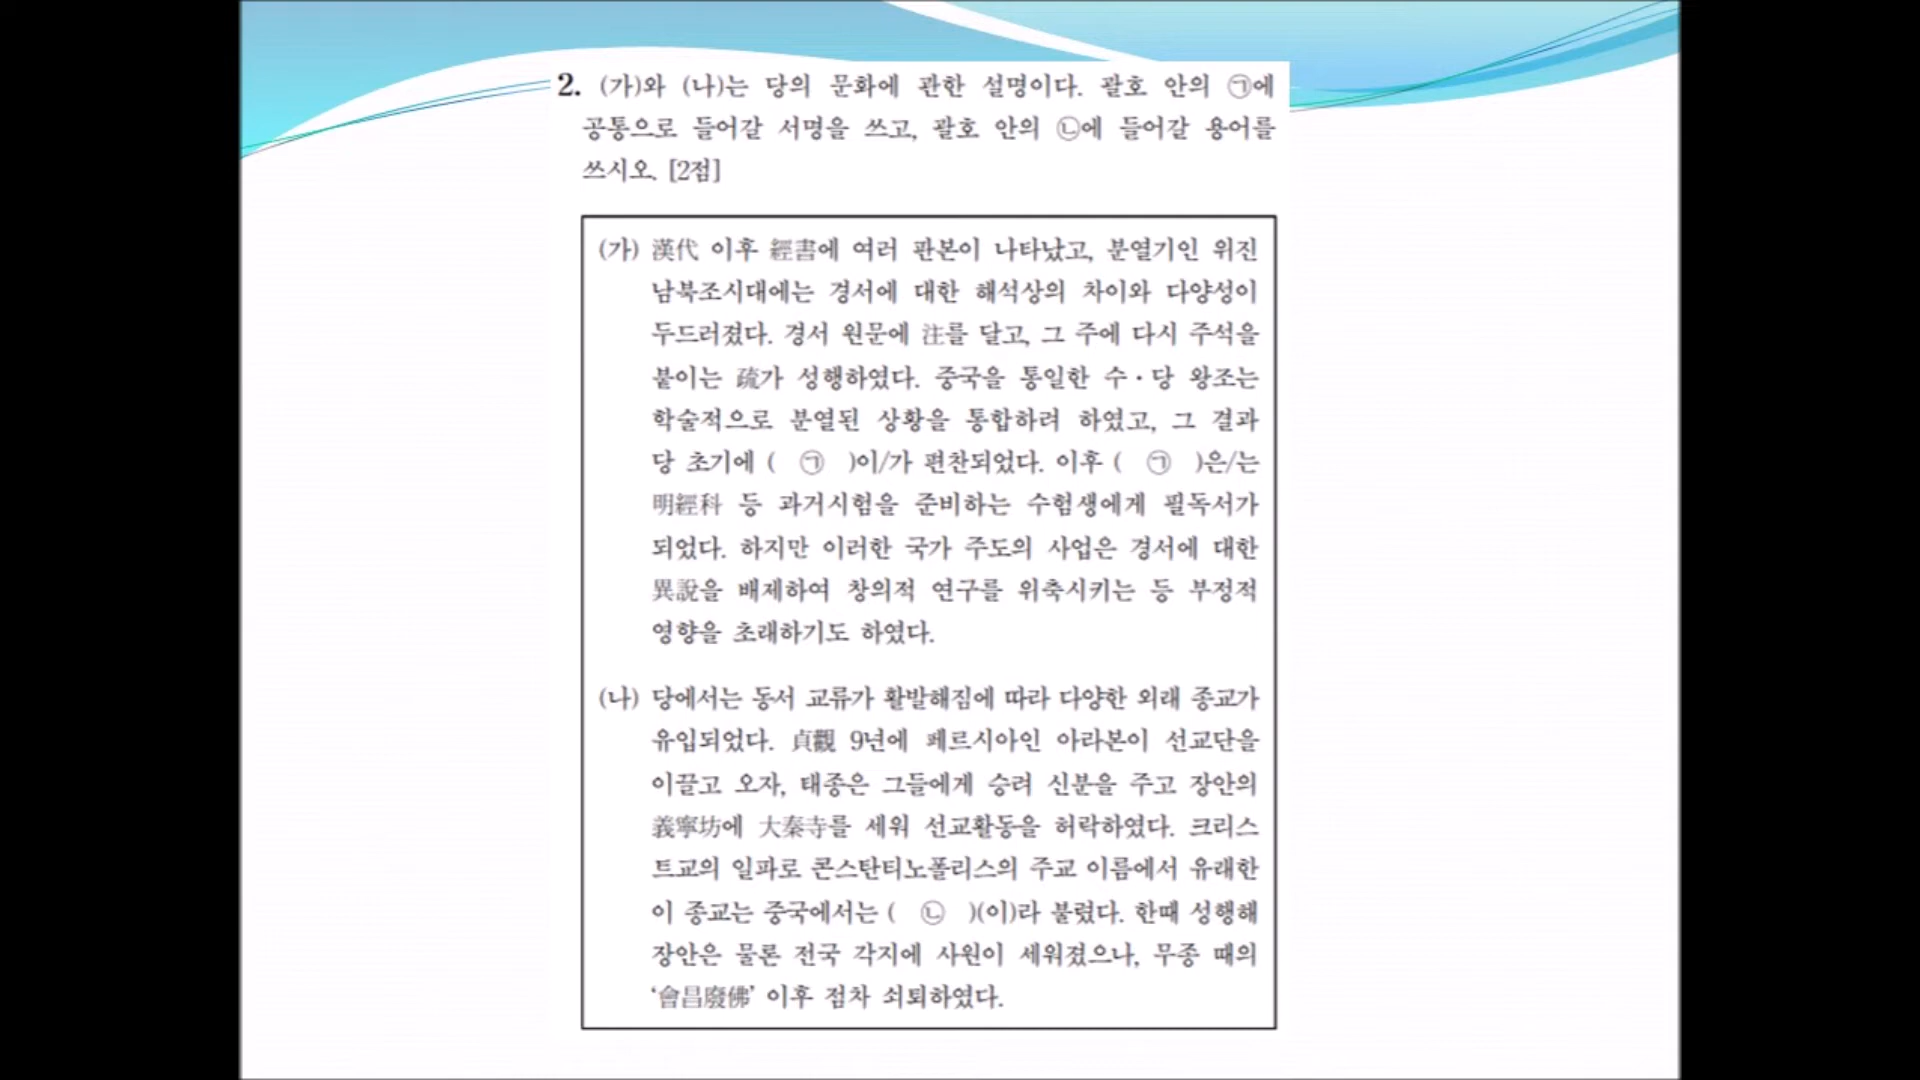 2. (가)와 (나)는 당의 문화에 관한 설명이다. 괄호 안의 ㉠에
공통으로 들어갈 서명을 쓰고, 괄호 안의 ㉡에 들어갈 용어를
쓰시오. [2점]
(가) 漢代 이후 經書에 여러 판본이 나타났고, 분열기인 위진
남북조시대에는 경서에 대한 해석상의 차이와 다양성이
두드러졌다. 경서 원문에 注를 달고, 그 주에 다시 주석을
붙이는 疏가 성행하였다. 중국을 통일한 수·당 왕조는
학술적으로 분열된 상황을 통합하려 하였고, 그 결과
당 초기에 ( ㉠ )이/가 편찬되었다. 이후 ( ㉠ )은/는
明經科 등 과거시험을 준비하는 수험생에게 필독서가
되었다. 하지만 이러한 국가 주도의 사업은 경서에 대한
異說을 배제하여 창의적 연구를 위축시키는 등 부정적
영향을 초래하기도 하였다.
(나) 당에서는 동서 교류가 활발해짐에 따라 다양한 외래 종교가
유입되었다. 貞觀 9년에 페르시아인 아라본이 선교단을
이끌고 오자, 태종은 그들에게 승려 신분을 주고 장안의
義寧坊에 大秦寺를 세워 선교활동을 허락하였다. 크리스
트교의 일파로 콘스탄티노폴리스의 주교 이름에서 유래한
이 종교는 중국에서는 ( ㉡ )(이)라 불렸다. 한때 성행해
장안은 물론 전국 각지에 사원이 세워졌으나, 무종 때의
‘會昌廢佛’ 이후 점차 쇠퇴하였다.